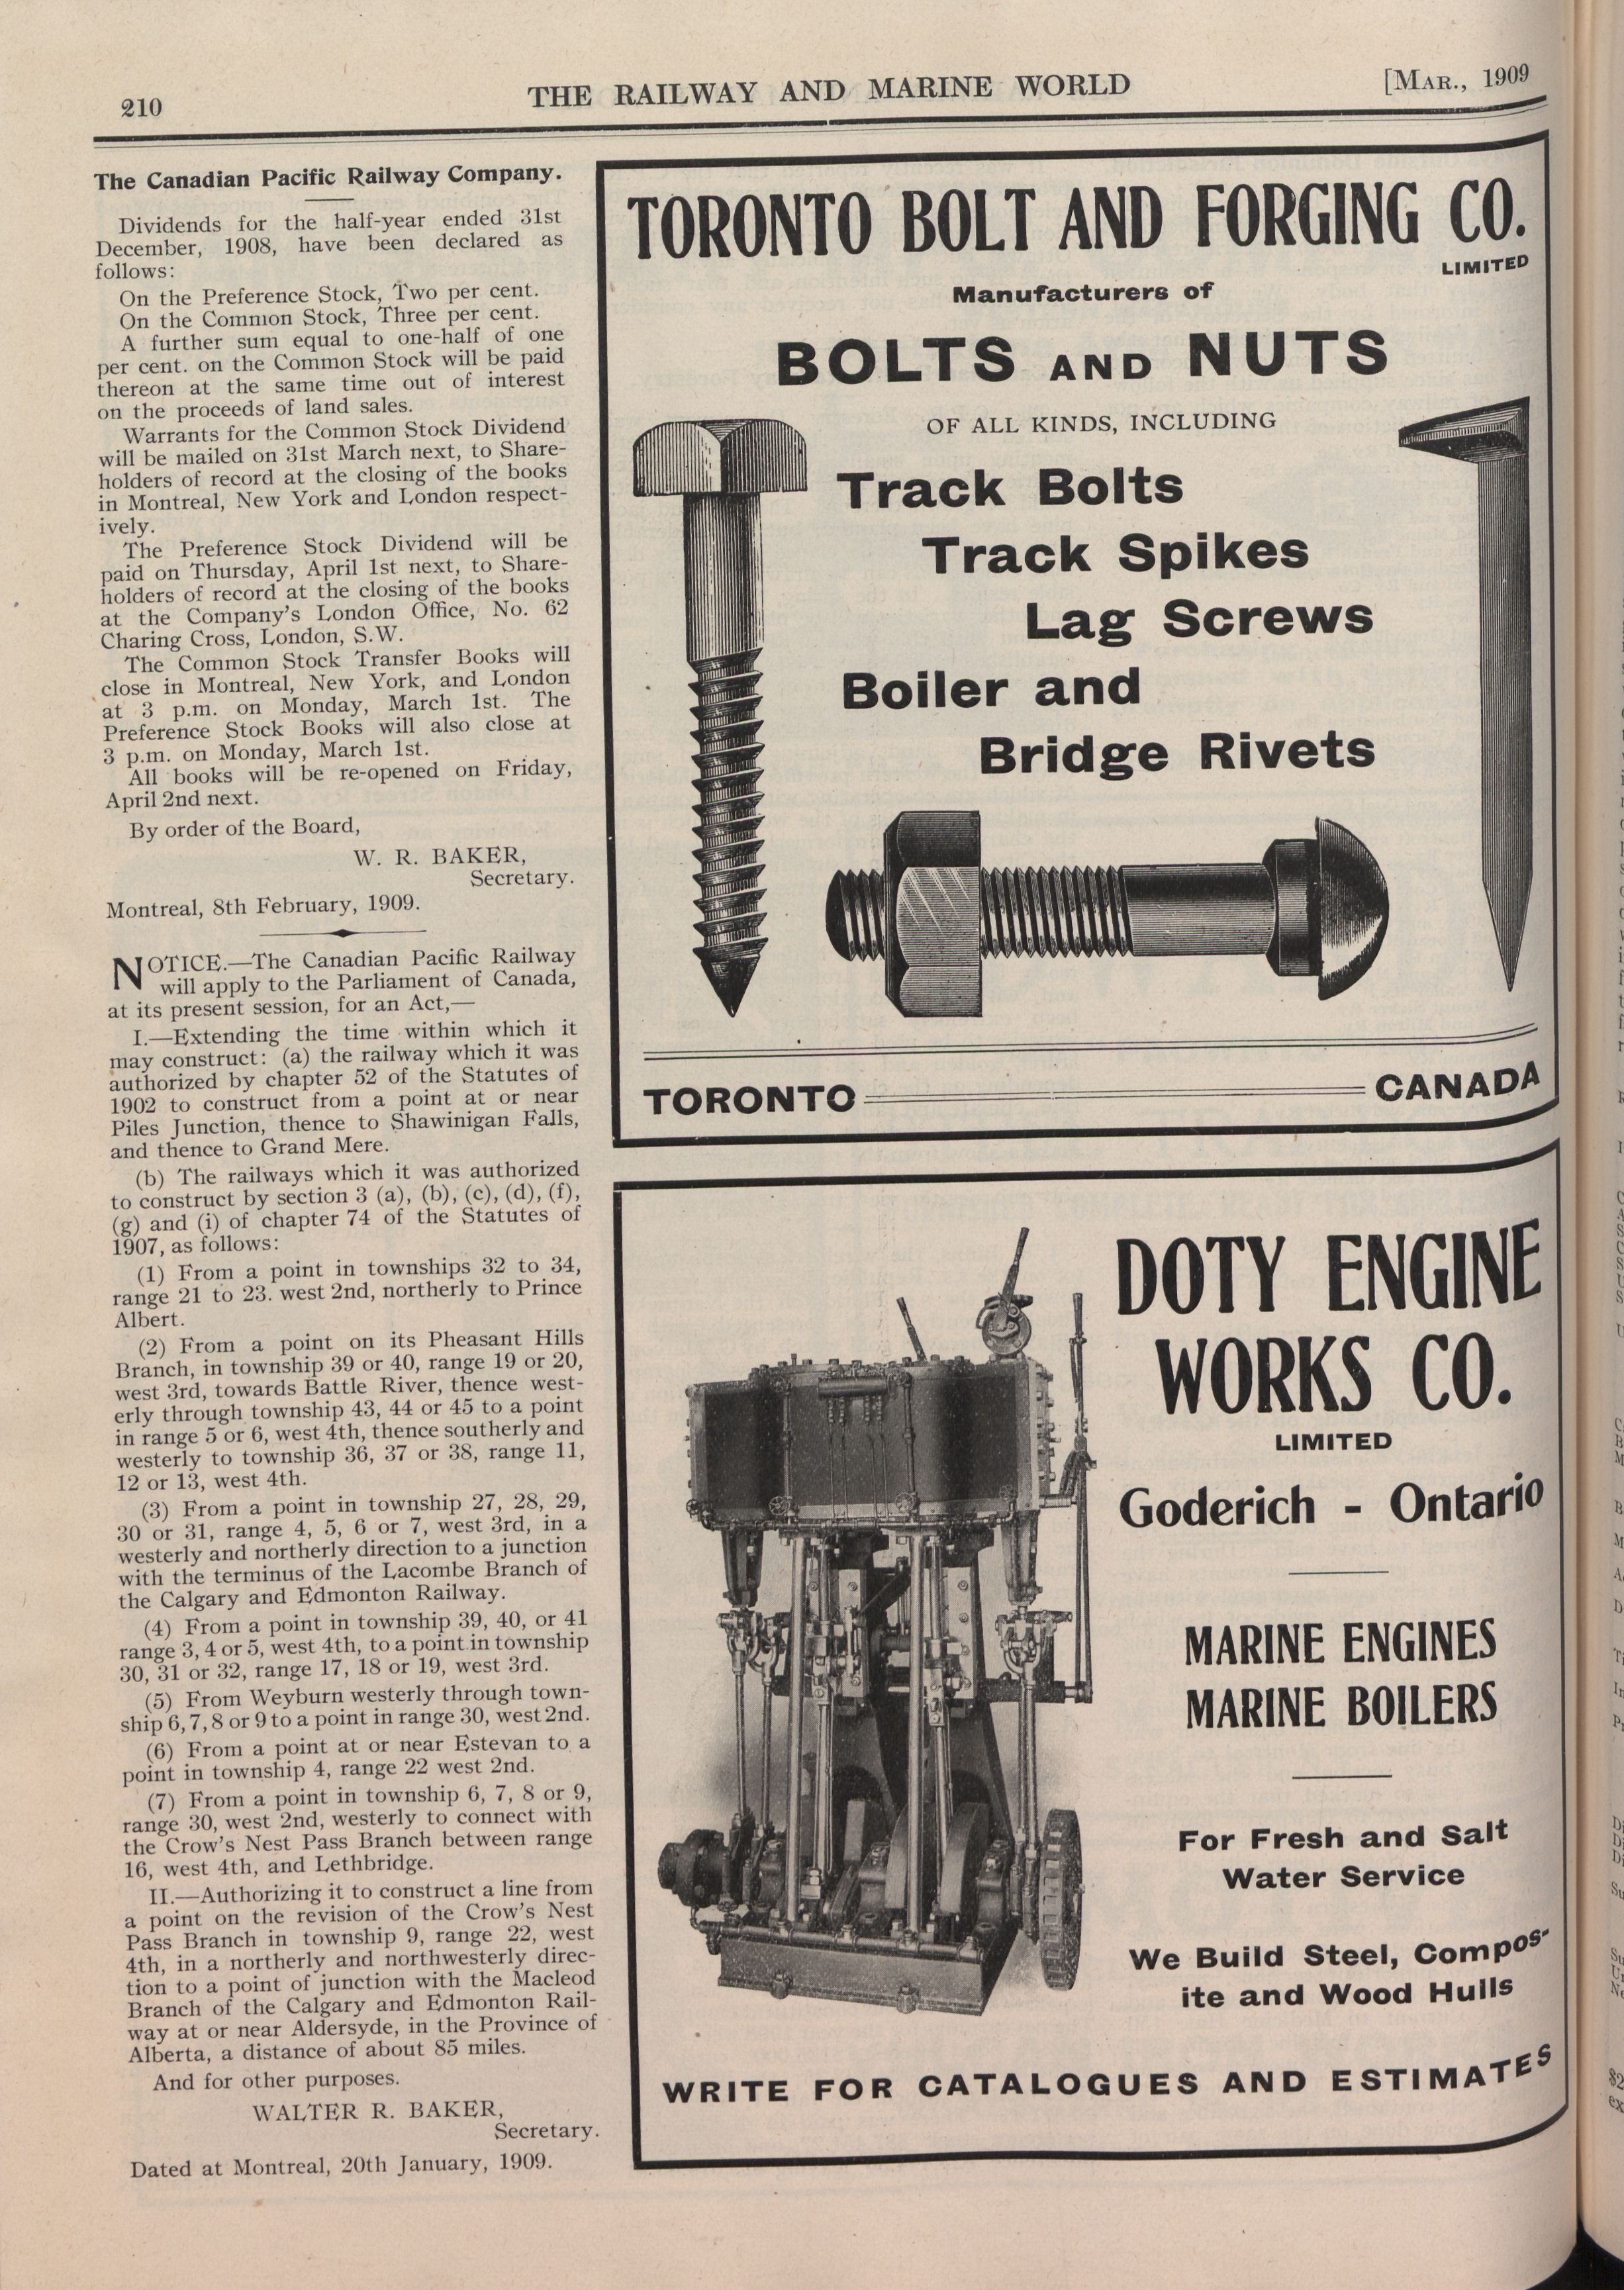 210
THE RAILWAY AND MARINE WORLD
[MAR., 1909
The Canadian Pacific Railway Company.
Dividends for the half-year ended 31st
December, 1908, have been declared as
follows:
On the Preference Stock, Two per cent.
On the Common Stock, Three per cent.
A further sum equal to one-half of one
per cent. on the Common Stock will be paid
thereon at the same time out of interest
on the proceeds of land sales.
Warrants for the Common Stock Dividend
will be mailed on 31st March next, to Share-
holders of record at the closing of the books
in Montreal, New York and London respect-
ively.
The Preference Stock Dividend will be
paid on Thursday, April 1st next, to Share-
holders of record at the closing of the books
at the Company's London Office, No. 62
Charing Cross, London, S.W.
The Common Stock Transfer Books will
close in Montreal, New York, and London
at 3 p.m. on Monday, March 1st. The
Preference Stock Books will also close at
3 p.m. on Monday, March 1st.
All books will be re-opened on Friday,
April 2nd next.
By order of the Board,
W. R. BAKER,
Secretary.
Montreal, 8th February, 1909.
NOTICE.—The Canadian Pacific Railway
will apply to the Parliament of Canada,
at its present session, for an Act,—
I.—Extending the time within which it
may construct: (a) the railway which it was
authorized by chapter 52 of the Statutes of
1902 to construct from a point at or near
Piles Junction, thence to Shawinigan Falls,
and thence to Grand Mere.
(b) The railways which it was authorized
to construct by section 3 (a), (b), (c), (d), (f),
(g) and (i) of chapter 74 of the Statutes of
1907, as follows:
(1) From a point in townships 32 to 34,
range 21 to 23. west 2nd, northerly to Prince
Albert.
(2) From a point on its Pheasant Hills
Branch, in township 39 or 40, range 19 or 20,
west 3rd, towards Battle River, thence west-
erly through township 43, 44 or 45 to a point
in range 5 or 6, west 4th, thence southerly and
westerly to township 36, 37 or 38, range 11,
12 or 13, west 4th.
(3) From a point in township 27, 28, 29,
30 or 31, range 4, 5, 6 or 7, west 3rd, in a
westerly and northerly direction to a junction
with the terminus of the Lacombe Branch of
the Calgary and Edmonton Railway.
(4) From a point in township 39, 40, or 41
range 3, 4 or 5, west 4th, to a point in township
30, 31 or 32, range 17, 18 or 19, west 3rd.
(5) From Weyburn westerly through town-
ship 6, 7, 8 or 9 to a point in range 30, west 2nd.
(6) From a point at or near Estevan to a
point in township 4, range 22 west 2nd.
(7) From a point in township 6, 7, 8 or 9,
range 30, west 2nd, westerly to connect with
the Crow's Nest Pass Branch between range
16, west 4th, and Lethbridge.
II.—Authorizing it to construct a line from
a point on the revision of the Crow's Nest
Pass Branch in township 9, range 22, west
4th, in a northerly and northwesterly direc-
tion to a point of junction with the Macleod
Branch of the Calgary and Edmonton Rail-
way at or near Aldersyde, in the Province of
Alberta, a distance of about 85 miles.
And for other purposes.
WALTER R. BAKER,
Secretary.
Dated at Montreal, 20th January, 1909.
TORONTO BOLT AND FORGING CO.
LIMITED
Manufacturers of
BOLTS AND NUTS
OF ALL KINDS, INCLUDING
Track Bolts
Track Spikes
Lag Screws
Boiler and
Bridge Rivets
TORONTO
CANADA
DOTY ENGINE
WORKS CO.
LIMITED
Goderich - Ontario
MARINE ENGINES
MARINE BOILERS
For Fresh and Salt
Water Service
We Build Steel, Compos-
ite and Wood Hulls
WRITE FOR CATALOGUES AND ESTIMATES